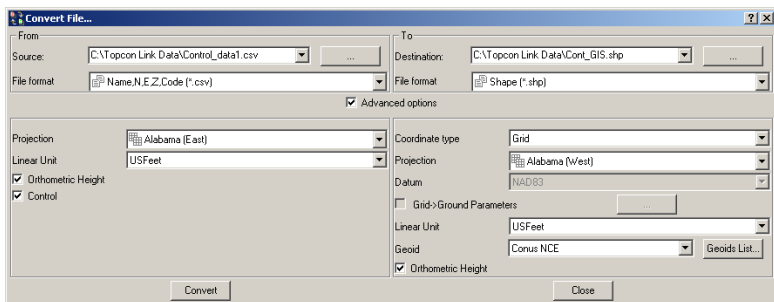 Convert File...
From
Source:
C:\Topcon Link Data\Control_data1.csv
...
File format
Name,N,E,Z,Code (*.csv)
To
Destination:
C:\Topcon Link Data\Cont_GIS.shp
...
File format
Shape (*.shp)
Advanced options
Projection
Alabama (East)
Linear Unit
USFeet
Orthometric Height
Control
Coordinate type
Grid
Projection
Alabama (West)
Datum
NAD83
Grid->Ground Parameters
...
Linear Unit
USFeet
Geoid
Conus NCE
Geoids List...
Orthometric Height
Convert
Close